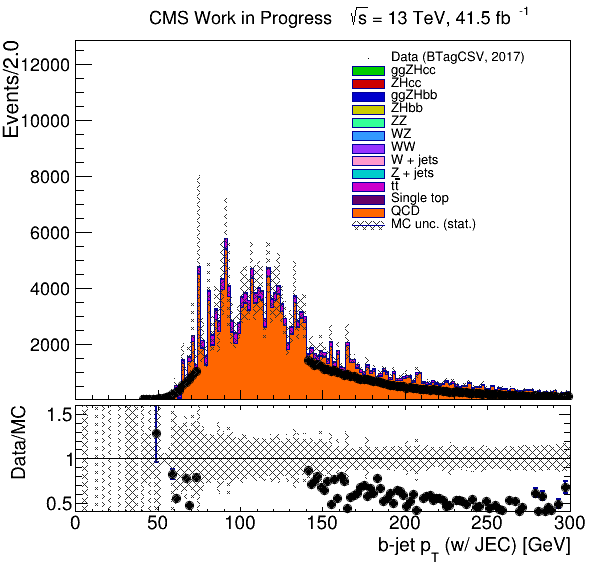 CMS Work in Progress √s = 13 TeV, 41.5 fb⁻¹
Events/2.0
12000
10000
8000
6000
4000
2000
Data (BTagCSV, 2017)
ggZHcc
ZHcc
ggZHbb
ZHbb
ZZ
WZ
WW
W + jets
Z + jets
tt̅
Single top
QCD
MC unc. (stat.)
Data/MC
1.5
1
0.5
0 50 100 150 200 250 300
b-jet p_T (w/ JEC) [GeV]